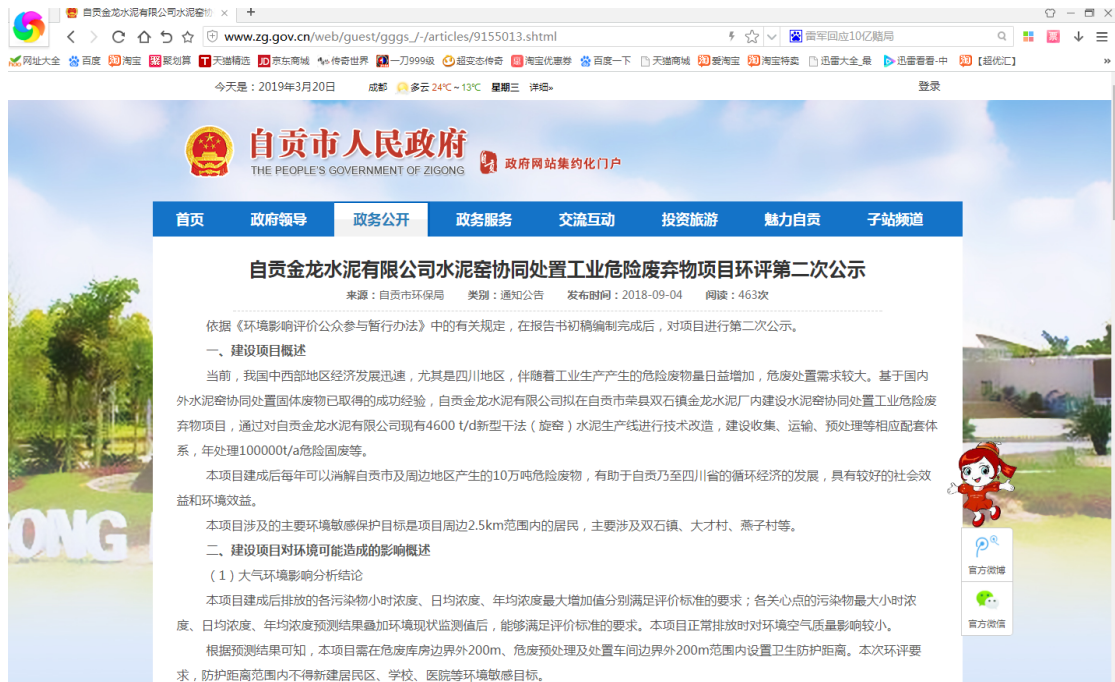 自贡金龙水泥有限公司水泥窑协
www.zg.gov.cn/web/guest/gggs_/-/articles/9155013.shtml
雷军回应10亿赌局
网址大全 百度 淘宝 聚划算 天猫精选 京东商城 传奇世界 一刀999级 超变态传奇 淘宝优惠券 百度一下 天猫商城 爱淘宝 淘宝特卖 迅雷大全_最 迅雷看看-中 【超优汇】
今天是：2019年3月20日 成都 多云 24℃～13℃ 星期三 详细» 登录
自贡市人民政府
THE PEOPLE'S GOVERNMENT OF ZIGONG
政府网站集约化门户
首页 政府领导 政务公开 政务服务 交流互动 投资旅游 魅力自贡 子站频道
自贡金龙水泥有限公司水泥窑协同处置工业危险废弃物项目环评第二次公示
来源：自贡市环保局 类别：通知公告 发布时间：2018-09-04 阅读：463次
依据《环境影响评价公众参与暂行办法》中的有关规定，在报告书初稿编制完成后，对项目进行第二次公示。
一、建设项目概述
当前，我国中西部地区经济发展迅速，尤其是四川地区，伴随着工业生产产生的危险废物量日益增加，危废处置需求较大。基于国内
外水泥窑协同处置固体废物已取得的成功经验，自贡金龙水泥有限公司拟在自贡市荣县双石镇金龙水泥厂内建设水泥窑协同处置工业危险废
弃物项目，通过对自贡金龙水泥有限公司现有4600 t/d新型干法（旋窑）水泥生产线进行技术改造，建设收集、运输、预处理等相应配套体
系，年处理100000t/a危险固废等。
本项目建成后每年可以消解自贡市及周边地区产生的10万吨危险废物，有助于自贡乃至四川省的循环经济的发展，具有较好的社会效
益和环境效益。
本项目涉及的主要环境敏感保护目标是项目周边2.5km范围内的居民，主要涉及双石镇、大才村、燕子村等。
二、建设项目对环境可能造成的影响概述
（1）大气环境影响分析结论
本项目建成后排放的各污染物小时浓度、日均浓度、年均浓度最大增加值分别满足评价标准的要求；各关心点的污染物最大小时浓
度、日均浓度、年均浓度预测结果叠加环境现状监测值后，能够满足评价标准的要求。本项目正常排放时对环境空气质量影响较小。
根据预测结果可知，本项目需在危废库房边界外200m、危废预处理及处置车间边界外200m范围内设置卫生防护距离。本次环评要
求，防护距离范围内不得新建居民区、学校、医院等环境敏感目标。
ONG
官方微博
官方微信